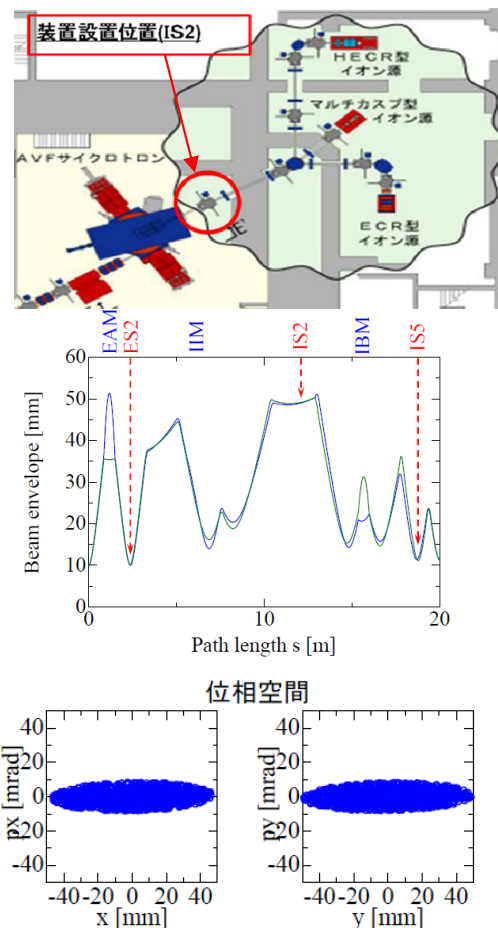 装置設置位置(IS2)
HECR型
イオン源
マルチカスプ型
イオン源
AVFサイクロトロン
ECR型
イオン源
EAM
ES2
IIM
IS2
IBM
IS5
60
50
40
30
20
10
0
Beam envelope [mm]
0 10 20
Path length s [m]
位相空間
40
20
0
-20
-40
px [mrad]
-40 -20 0 20 40
x [mm]
40
20
0
-20
-40
py [mrad]
-40 -20 0 20 40
y [mm]